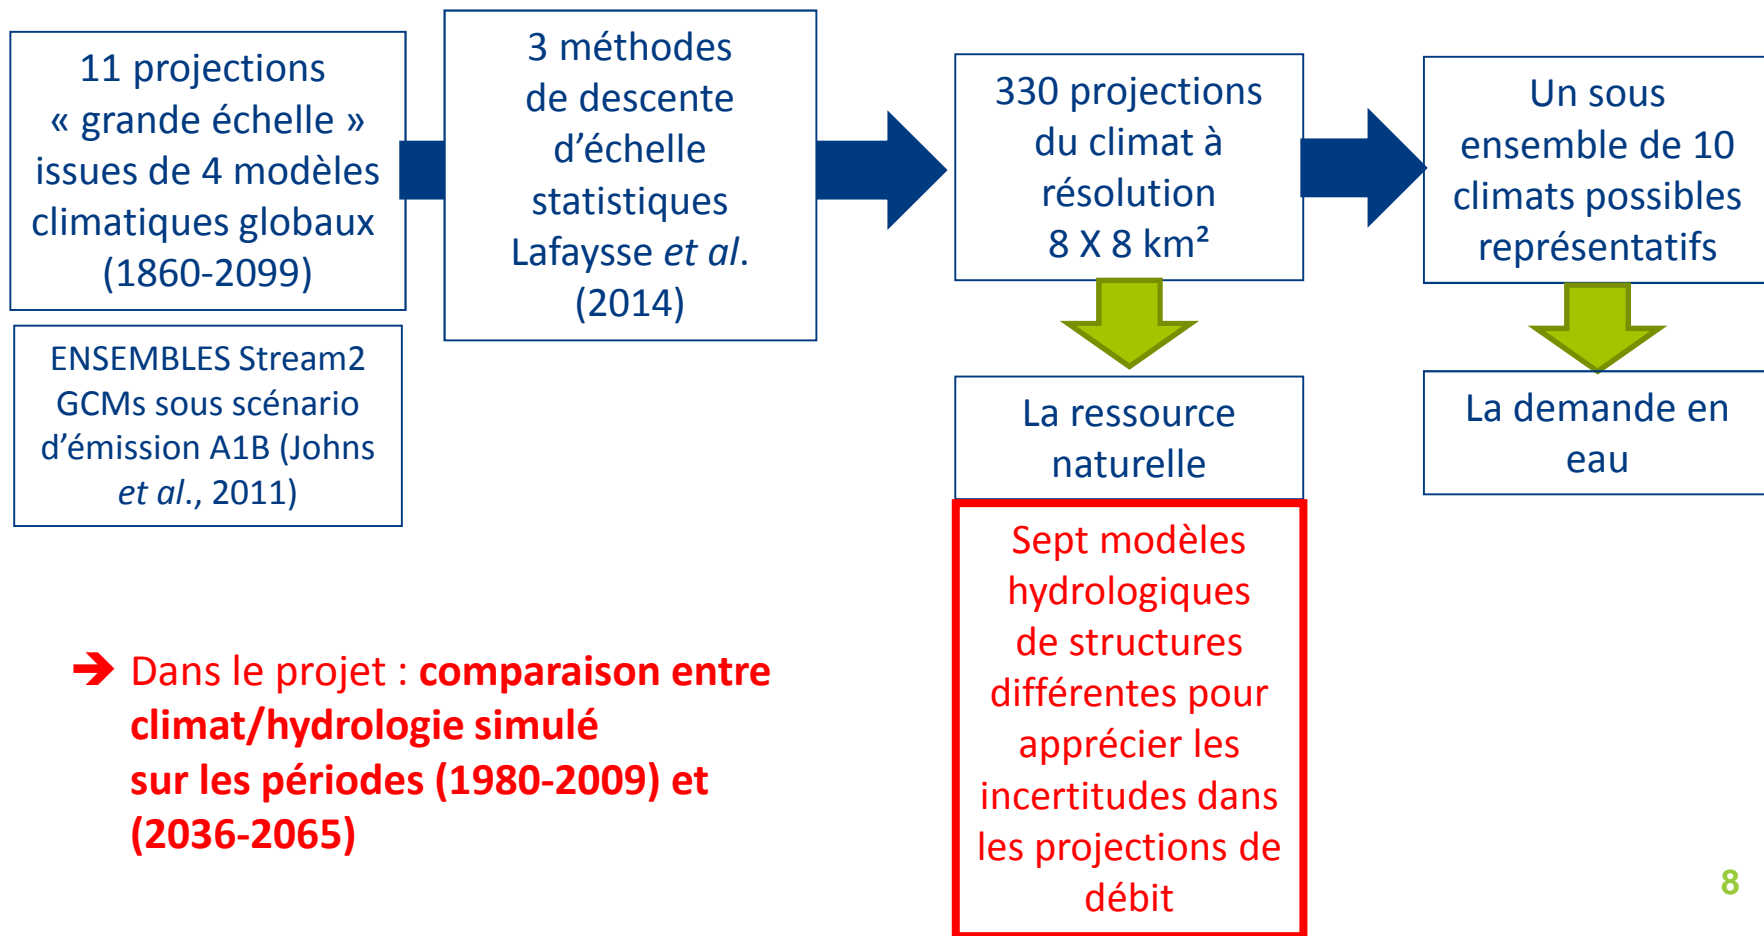 11 projections
« grande échelle »
issues de 4 modèles
climatiques globaux
(1860-2099)
ENSEMBLES Stream2
GCMs sous scénario
d’émission A1B (Johns
et al., 2011)
3 méthodes
de descente
d’échelle
statistiques
Lafaysse et al.
(2014)
330 projections
du climat à
résolution
8 X 8 km²
Un sous
ensemble de 10
climats possibles
représentatifs
La ressource
naturelle
La demande en
eau
Sept modèles
hydrologiques
de structures
différentes pour
apprécier les
incertitudes dans
les projections de
débit
➔ Dans le projet : comparaison entre
climat/hydrologie simulé
sur les périodes (1980-2009) et
(2036-2065)
8